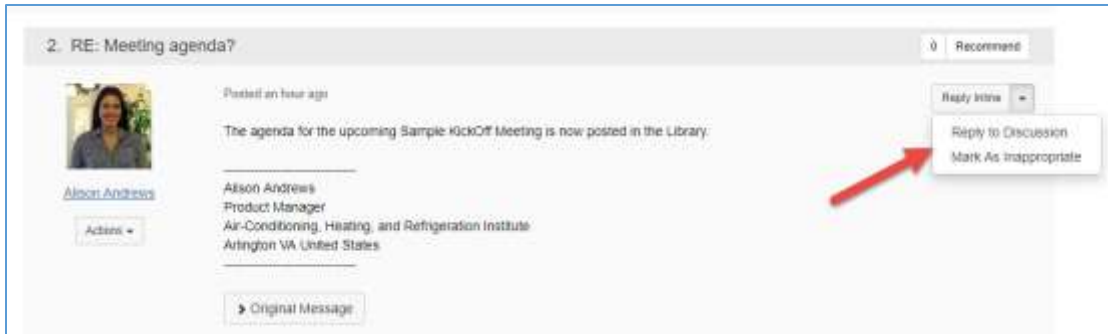 2. RE: Meeting agenda?
0 Recommend
Posted an hour ago
Reply Inline
The agenda for the upcoming Sample KickOff Meeting is now posted in the Library.
Reply to Discussion
Mark As Inappropriate
Alison Andrews
Alison Andrews
Product Manager
Actions
Air-Conditioning, Heating, and Refrigeration Institute
Arlington VA United States
Original Message